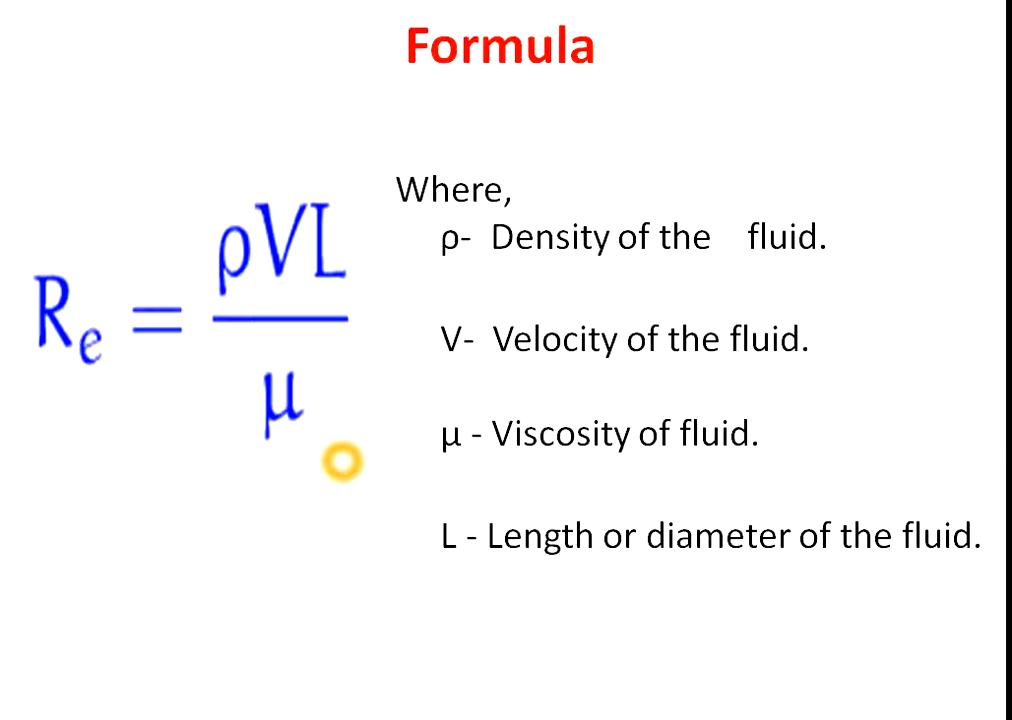 Formula
Where,
ρ- Density of the fluid.
Re = ρVL / μ
V- Velocity of the fluid.
μ - Viscosity of fluid.
L - Length or diameter of the fluid.